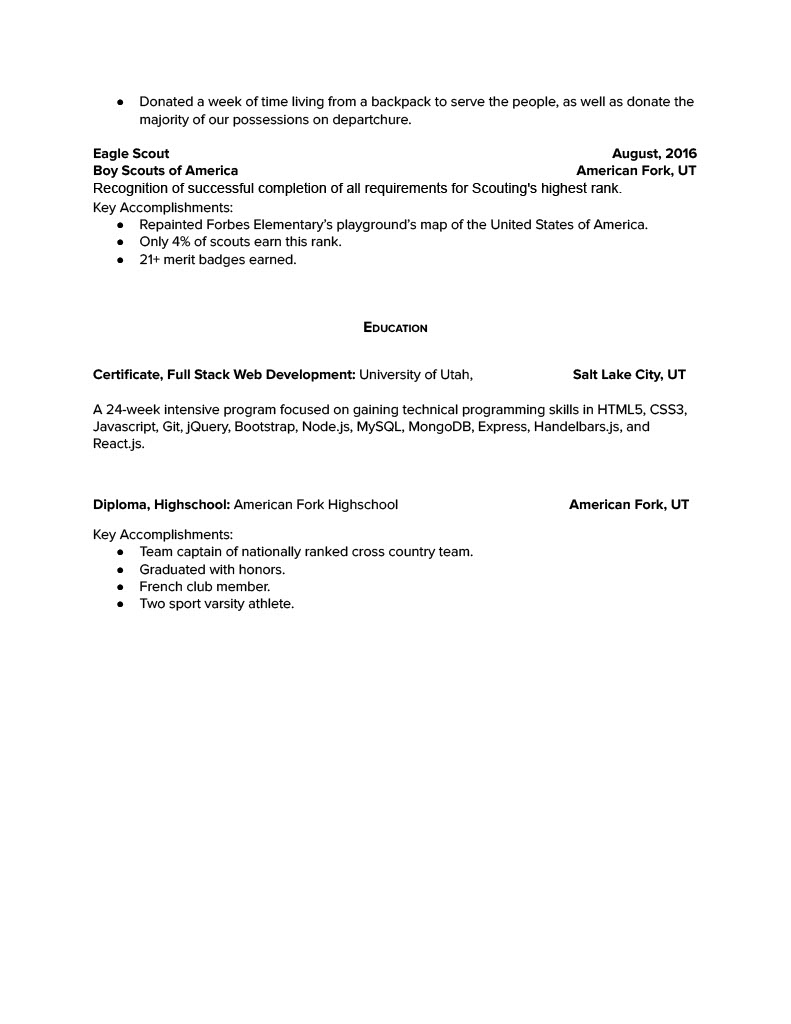 ● Donated a week of time living from a backpack to serve the people, as well as donate the
majority of our possessions on departchure.
Eagle Scout August, 2016
Boy Scouts of America American Fork, UT
Recognition of successful completion of all requirements for Scouting's highest rank.
Key Accomplishments:
● Repainted Forbes Elementary’s playground’s map of the United States of America.
● Only 4% of scouts earn this rank.
● 21+ merit badges earned.
Education
Certificate, Full Stack Web Development: University of Utah, Salt Lake City, UT
A 24-week intensive program focused on gaining technical programming skills in HTML5, CSS3,
Javascript, Git, jQuery, Bootstrap, Node.js, MySQL, MongoDB, Express, Handelbars.js, and
React.js.
Diploma, Highschool: American Fork Highschool American Fork, UT
Key Accomplishments:
● Team captain of nationally ranked cross country team.
● Graduated with honors.
● French club member.
● Two sport varsity athlete.